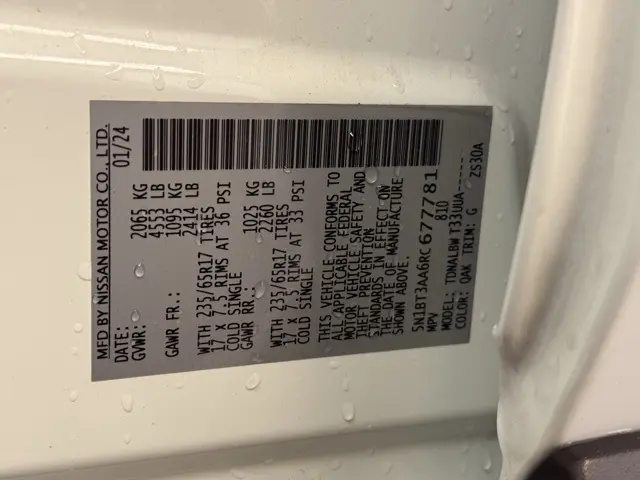 MFD BY NISSAN MOTOR CO., LTD.
DATE: 01/24
GVWR: 2065 KG
4553 LB
GAWR FR.: 1095 KG
2414 LB
WITH 235/65R17 TIRES
17 X 7.5 RIMS AT 36 PSI
COLD SINGLE
GAWR RR.: 1025 KG
2260 LB
WITH 235/65R17 TIRES
17 X 7.5 RIMS AT 33 PSI
COLD SINGLE
THIS VEHICLE CONFORMS TO
ALL APPLICABLE FEDERAL
MOTOR VEHICLE SAFETY AND
THEFT PREVENTION
STANDARDS IN EFFECT ON
THE DATE OF MANUFACTURE
SHOWN ABOVE.
5N1BT3AA6RC677781
MPV 810
MODEL: TDNALBWT33QUA-----
COLOR: QAK TRIM: G ZS30A